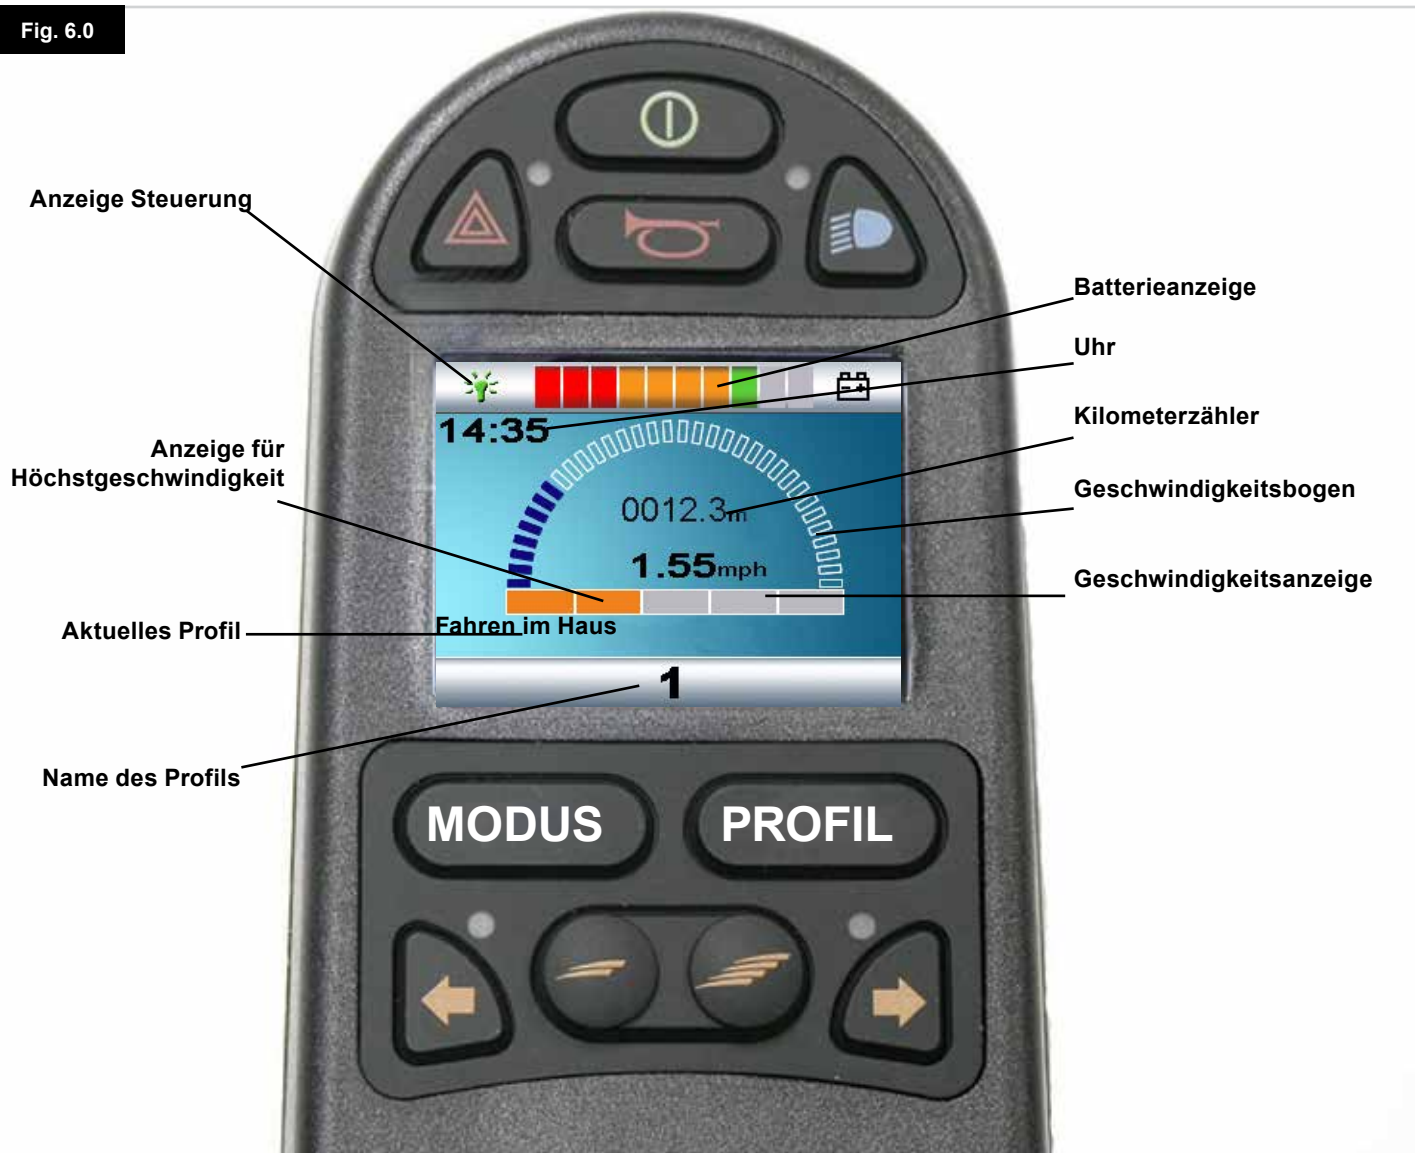 Fig. 6.0
Anzeige Steuerung
Batterieanzeige
Uhr
14:35
Kilometerzähler
Anzeige für
Höchstgeschwindigkeit
Geschwindigkeitsbogen
0012.3m
1.55mph
Geschwindigkeitsanzeige
Aktuelles Profil
Fahren im Haus
1
Name des Profils
MODUS
PROFIL